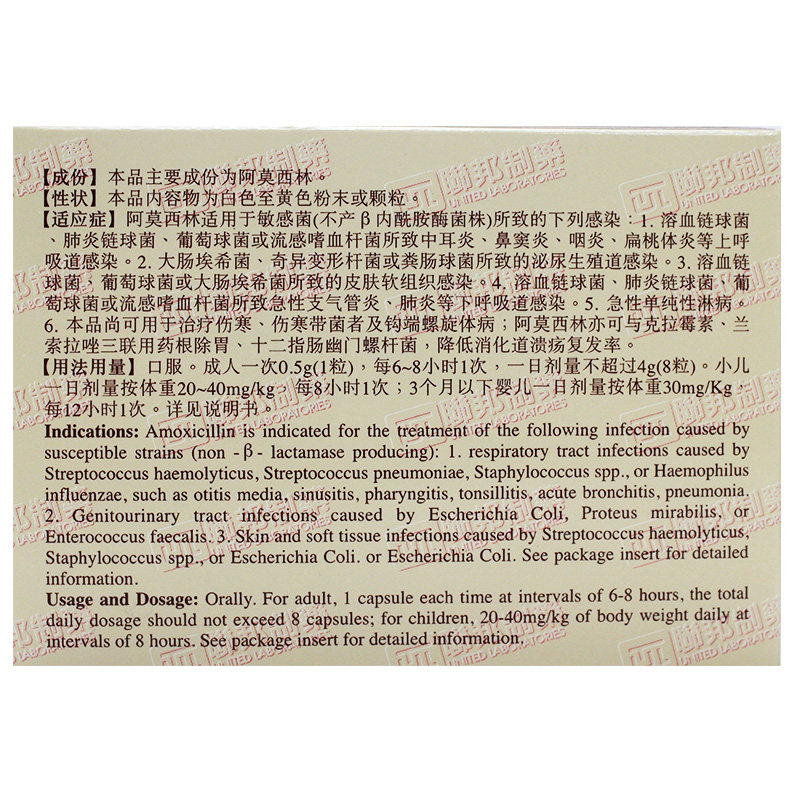 【成份】本品主要成份为阿莫西林。
【性状】本品内容物为白色至黄色粉末或颗粒。
【适应症】阿莫西林适用于敏感菌(不产β内酰胺酶菌株)所致的下列感染：1. 溶血链球菌
、肺炎链球菌、葡萄球菌或流感嗜血杆菌所致中耳炎、鼻窦炎、咽炎、扁桃体炎等上呼
吸道感染。2. 大肠埃希菌、奇异变形杆菌或粪肠球菌所致的泌尿生殖道感染。3. 溶血链
球菌、葡萄球菌或大肠埃希菌所致的皮肤软组织感染。4. 溶血链球菌、肺炎链球菌、葡
萄球菌或流感嗜血杆菌所致急性支气管炎、肺炎等下呼吸道感染。5. 急性单纯性淋病。
6. 本品尚可用于治疗伤寒、伤寒带菌者及钩端螺旋体病；阿莫西林亦可与克拉霉素、兰
索拉唑三联用药根除胃、十二指肠幽门螺杆菌，降低消化道溃疡复发率。
【用法用量】口服。成人一次0.5g(1粒)，每6~8小时1次，一日剂量不超过4g(8粒)。小儿
一日剂量按体重20~40mg/Kg，每8小时1次；3个月以下婴儿一日剂量按体重30mg/Kg，
每12小时1次。详见说明书。
Indications: Amoxicillin is indicated for the treatment of the following infection caused by
susceptible strains (non -β- lactamase producing): 1. respiratory tract infections caused by
Streptococcus haemolyticus, Streptococcus pneumoniae, Staphylococcus spp., or Haemophilus
influenzae, such as otitis media, sinusitis, pharyngitis, tonsillitis, acute bronchitis, pneumonia.
2. Genitourinary tract infections caused by Escherichia Coli, Proteus mirabilis, or
Enterococcus faecalis. 3. Skin and soft tissue infections caused by Streptococcus haemolyticus,
Staphylococcus spp., or Escherichia Coli. or Escherichia Coli. See package insert for detailed
information.
Usage and Dosage: Orally. For adult, 1 capsule each time at intervals of 6-8 hours, the total
daily dosage should not exceed 8 capsules; for children, 20-40mg/kg of body weight daily at
intervals of 8 hours. See package insert for detailed information.
聯邦制藥
UNITED LABORATORIES